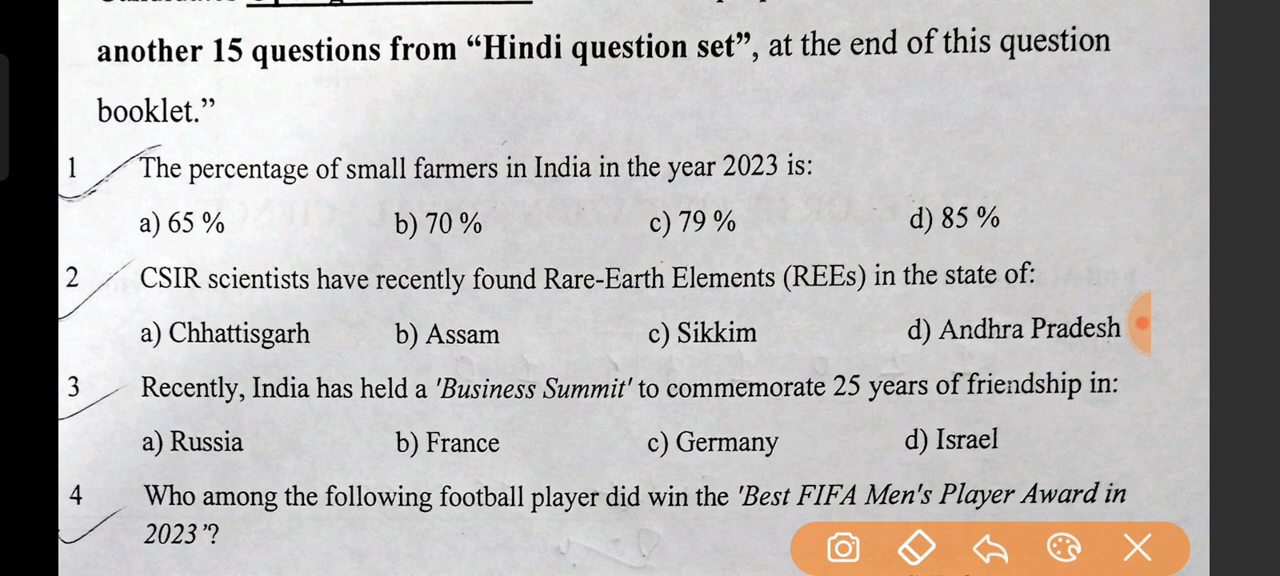 another 15 questions from “Hindi question set”, at the end of this question
booklet.”
1 The percentage of small farmers in India in the year 2023 is:
a) 65 % b) 70 % c) 79 % d) 85 %
2 CSIR scientists have recently found Rare-Earth Elements (REEs) in the state of:
a) Chhattisgarh b) Assam c) Sikkim d) Andhra Pradesh
3 Recently, India has held a 'Business Summit' to commemorate 25 years of friendship in:
a) Russia b) France c) Germany d) Israel
4 Who among the following football player did win the 'Best FIFA Men's Player Award in
2023'?